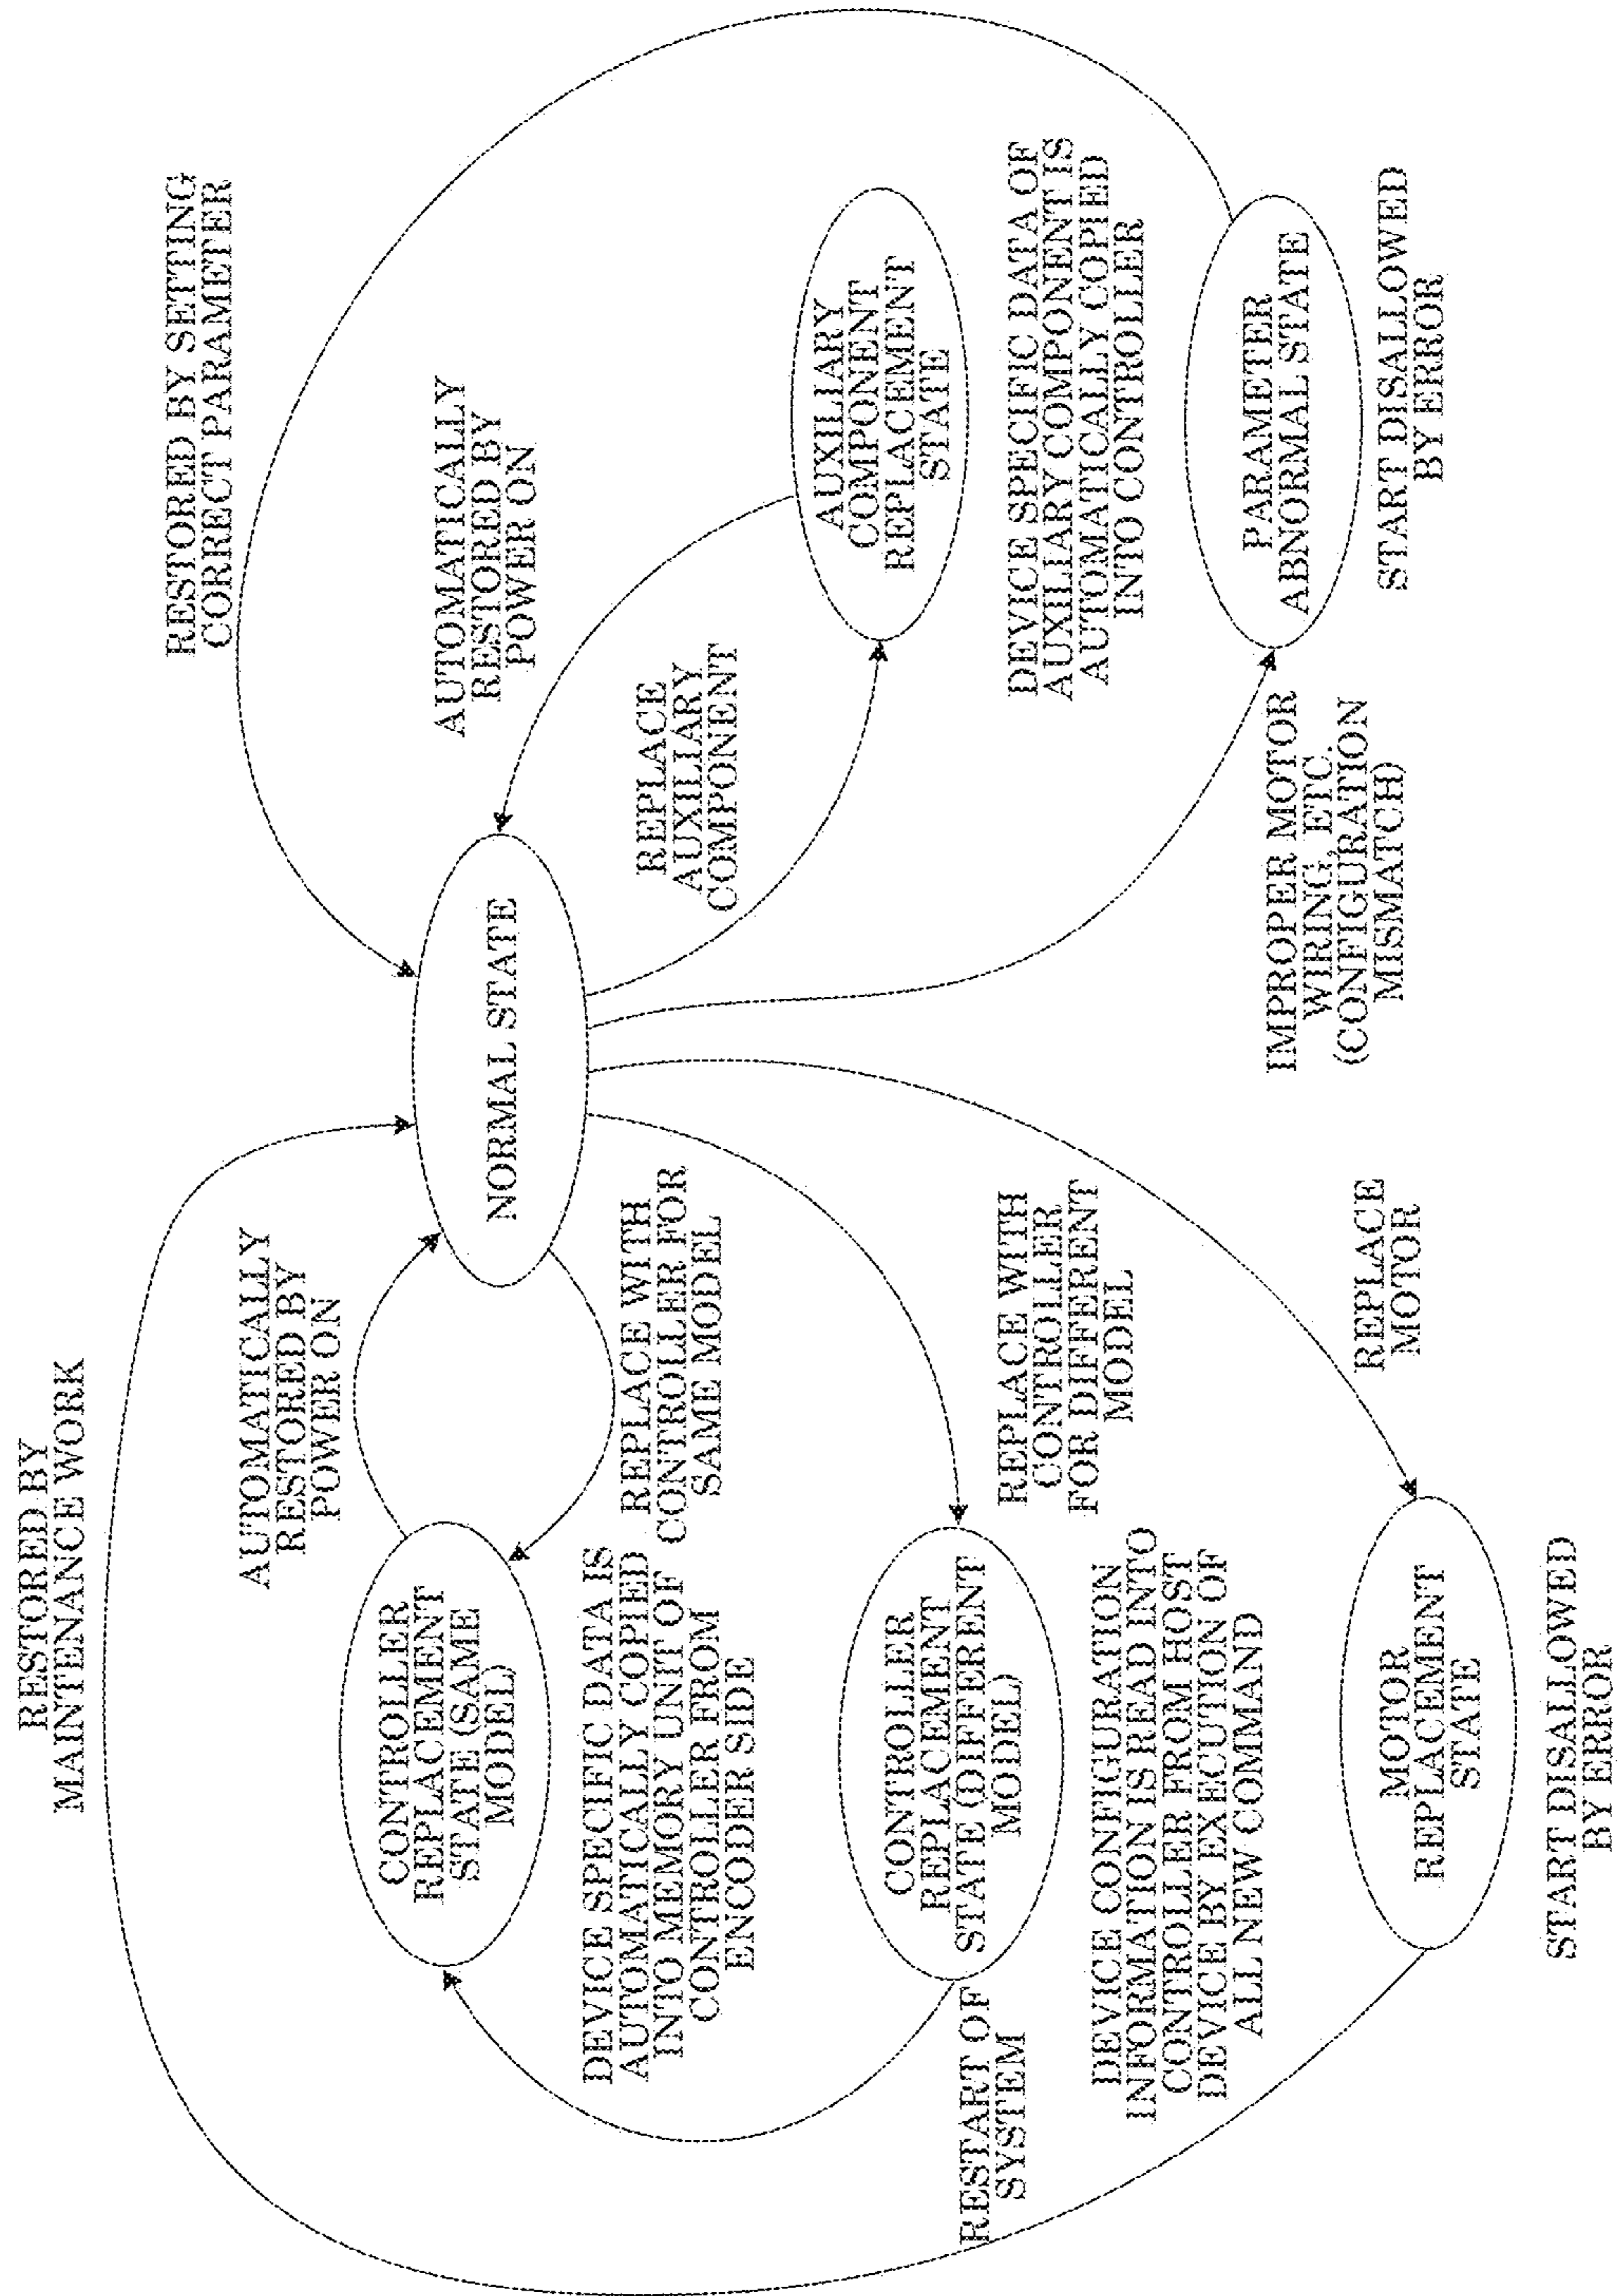 RESTORED BY
MAINTENANCE WORK
RESTORED BY SETTING
CORRECT PARAMETER
AUTOMATICALLY
RESTORED BY
POWER ON
AUTOMATICALLY
RESTORED BY
POWER ON
CONTROLLER
REPLACEMENT
STATE (SAME
MODEL)
NORMAL STATE
REPLACE WITH
CONTROLLER FOR
SAME MODEL
REPLACE
AUXILIARY
COMPONENT
AUXILIARY
COMPONENT
REPLACEMENT
STATE
DEVICE SPECIFIC DATA IS
AUTOMATICALLY COPIED
INTO MEMORY UNIT OF
CONTROLLER FROM
ENCODER SIDE
DEVICE SPECIFIC DATA OF
AUXILIARY COMPONENT IS
AUTOMATICALLY COPIED
INTO CONTROLLER
CONTROLLER
REPLACEMENT
STATE (DIFFERENT
MODEL)
REPLACE WITH
CONTROLLER
FOR DIFFERENT
MODEL
RESTART OF
SYSTEM
DEVICE CONFIGURATION
INFORMATION IS READ INTO
CONTROLLER FROM HOST
DEVICE BY EXECUTION OF
ALL NEW COMMAND
IMPROPER MOTOR
WIRING, ETC.
(CONFIGURATION
MISMATCH)
PARAMETER
ABNORMAL STATE
START DISALLOWED
BY ERROR
REPLACE
MOTOR
MOTOR
REPLACEMENT
STATE
START DISALLOWED
BY ERROR